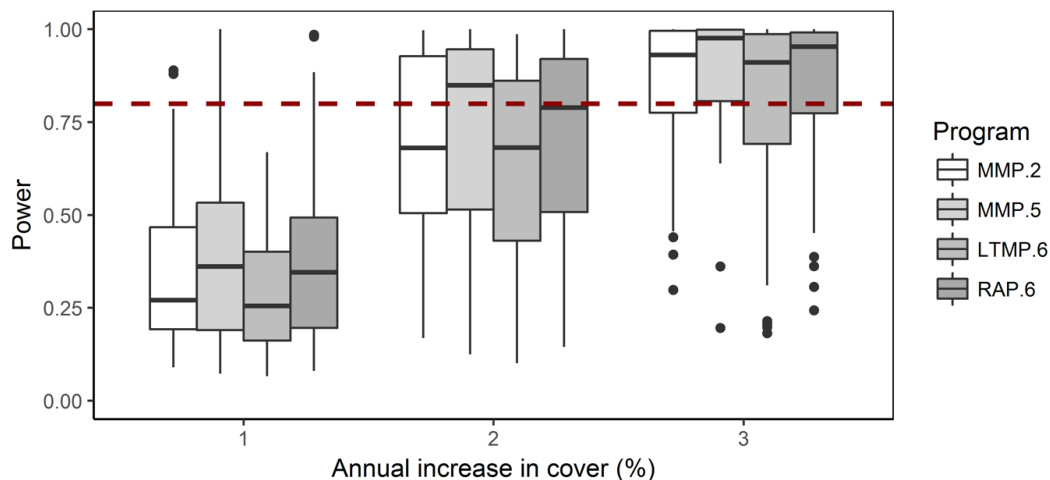 1.00
0.75
0.50
0.25
0.00
Power
1
2
3
Annual increase in cover (%)
Program
MMP.2
MMP.5
LTMP.6
RAP.6